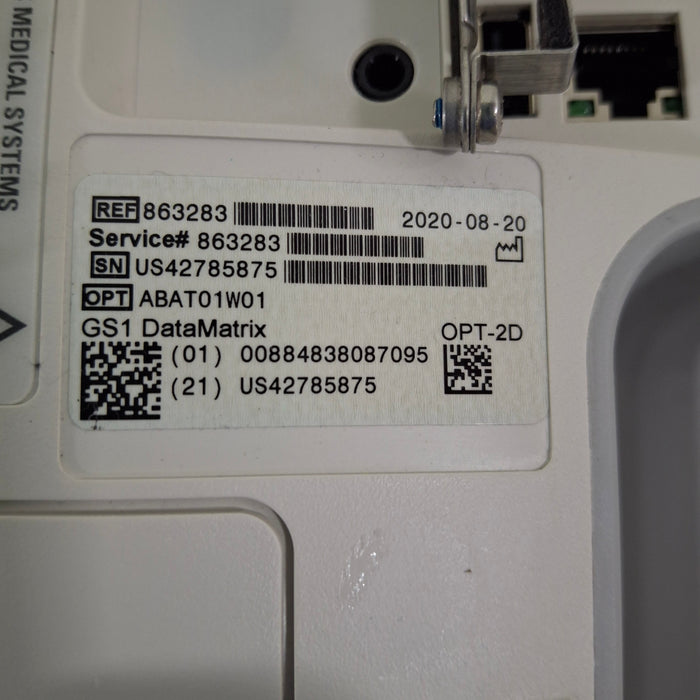 MEDICAL SYSTEMS
REF 863283 2020-08-20
Service# 863283
SN US42785875
OPT ABAT01W01
GS1 DataMatrix OPT-2D
(01) 00884838087095
(21) US42785875